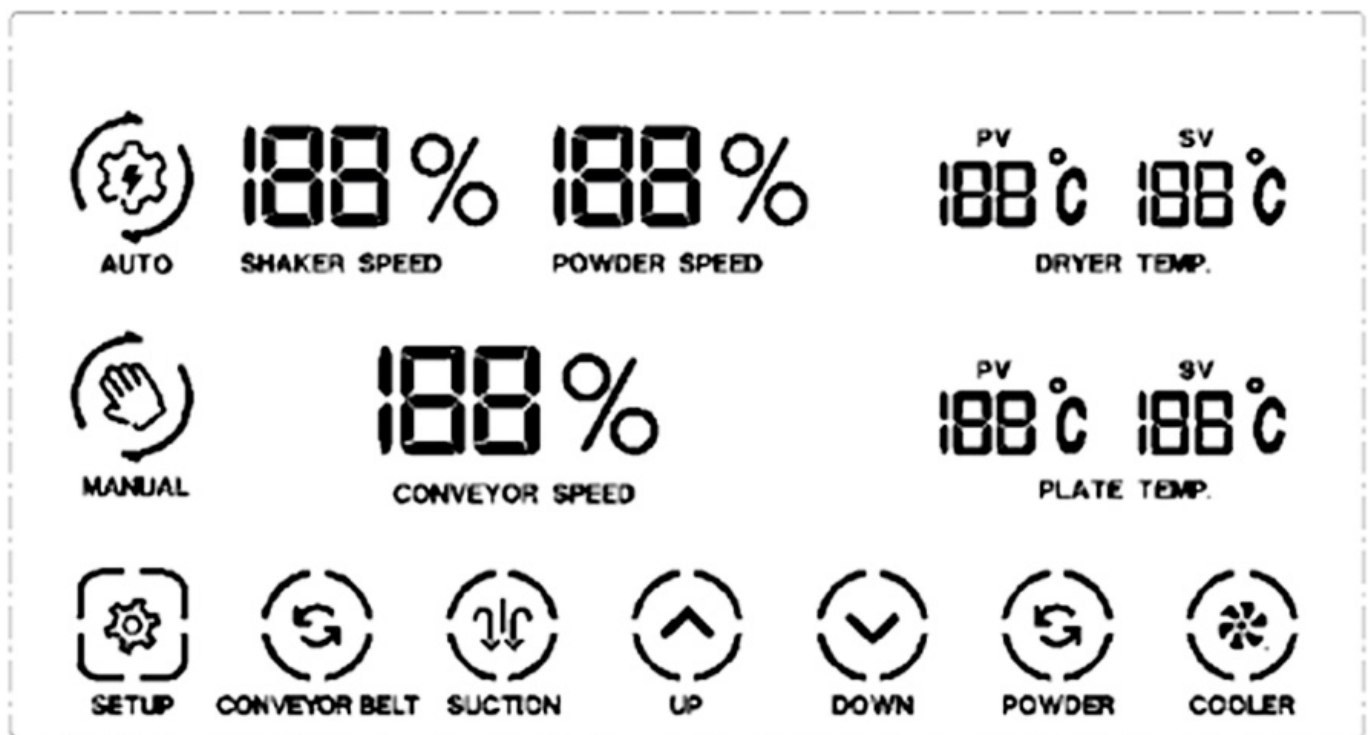 188% 188%
PV SV
188°C 188°C
AUTO SHAKER SPEED POWDER SPEED DRYER TEMP.
188%
PV SV
188°C 188°C
MANUAL CONVEYOR SPEED PLATE TEMP.
SETUP CONVEYOR BELT SUCTION UP DOWN POWDER COOLER